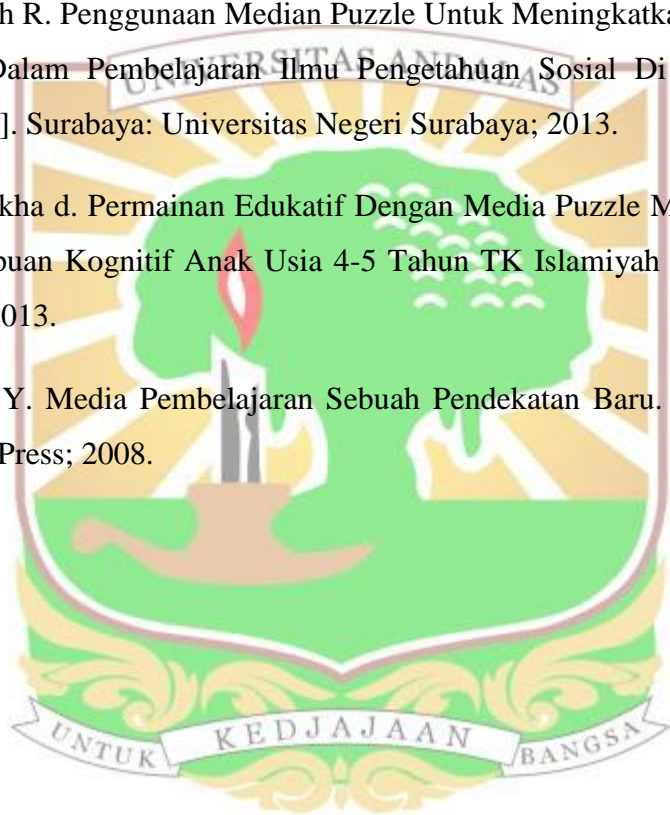 h R. Penggunaan Median Puzzle Untuk Meningkatka
Dalam Pembelajaran Ilmu Pengetahuan Sosial Di
]. Surabaya: Universitas Negeri Surabaya; 2013.
kha d. Permainan Edukatif Dengan Media Puzzle M
puan Kognitif Anak Usia 4-5 Tahun TK Islamiyah
013.
Y. Media Pembelajaran Sebuah Pendekatan Baru.
Press; 2008.
UNIVERSITAS ANDALAS
UNTUK KEDJAJAAN BANGSA